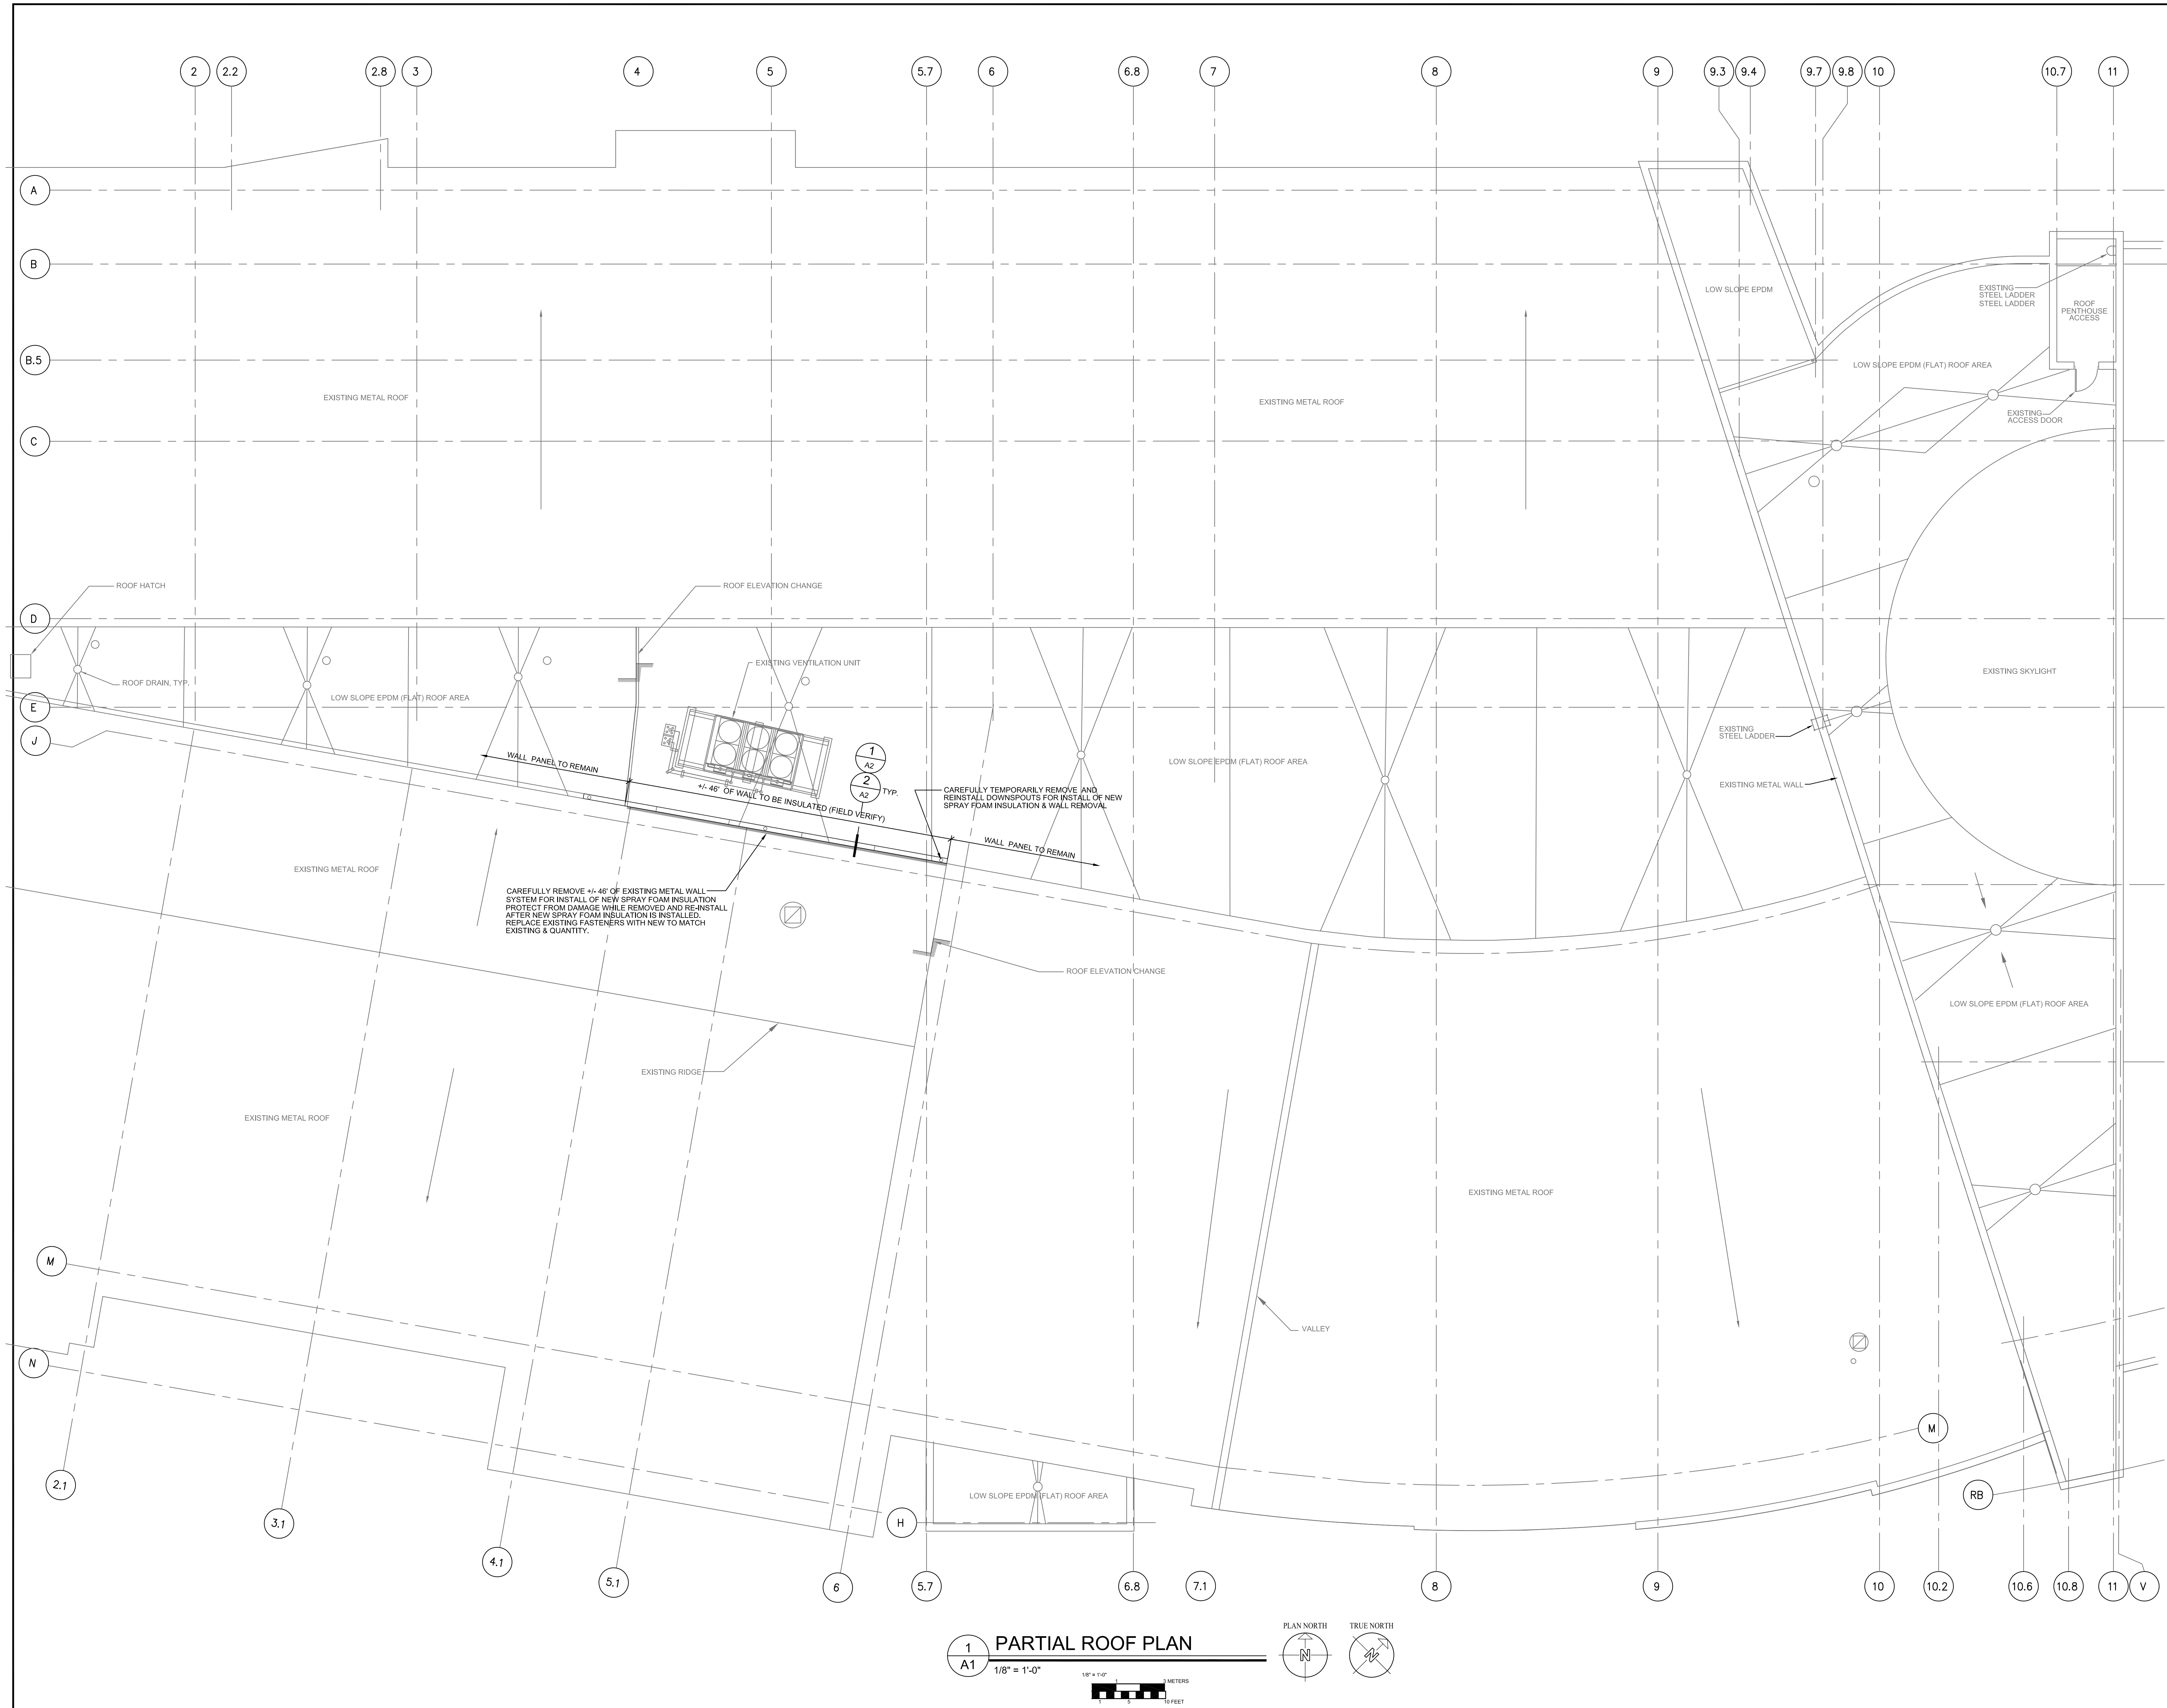 2
2.2
2.8
3
4
5
5.7
6
6.8
7
8
9
9.3
9.4
9.7
9.8
10
10.7
11
A
B
LOW SLOPE EPDM
EXISTING
STEEL LADDER
STEEL LADDER
ROOF
PENTHOUSE
ACCESS
B.5
LOW SLOPE EPDM (FLAT) ROOF AREA
EXISTING METAL ROOF
EXISTING METAL ROOF
EXISTING
ACCESS DOOR
C
ROOF HATCH
ROOF ELEVATION CHANGE
D
EXISTING VENTILATION UNIT
EXISTING SKYLIGHT
ROOF DRAIN, TYP.
LOW SLOPE EPDM (FLAT) ROOF AREA
E
J
EXISTING
STEEL LADDER
WALL PANEL TO REMAIN
1
A2
2
A2
TYP.
LOW SLOPE EPDM (FLAT) ROOF AREA
+/- 46' OF WALL TO BE INSULATED (FIELD VERIFY)
CAREFULLY TEMPORARILY REMOVE AND
REINSTALL DOWNSPOUTS FOR INSTALL OF NEW
SPRAY FOAM INSULATION & WALL REMOVAL
EXISTING METAL WALL
WALL PANEL TO REMAIN
EXISTING METAL ROOF
CAREFULLY REMOVE +/- 46' OF EXISTING METAL WALL
SYSTEM FOR INSTALL OF NEW SPRAY FOAM INSULATION
PROTECT FROM DAMAGE WHILE REMOVED AND RE-INSTALL
AFTER NEW SPRAY FOAM INSULATION IS INSTALLED.
REPLACE EXISTING FASTENERS WITH NEW TO MATCH
EXISTING & QUANTITY.
ROOF ELEVATION CHANGE
LOW SLOPE EPDM (FLAT) ROOF AREA
EXISTING RIDGE
EXISTING METAL ROOF
EXISTING METAL ROOF
M
VALLEY
N
M
2.1
LOW SLOPE EPDM (FLAT) ROOF AREA
RB
3.1
H
4.1
5.1
6
5.7
6.8
7.1
8
9
10
10.2
10.6
10.8
11
V
1
A1
PARTIAL ROOF PLAN
1/8" = 1'-0"
PLAN NORTH
N
TRUE NORTH
N
1/8" = 1'-0"
1
3 METERS
1
5
10 FEET